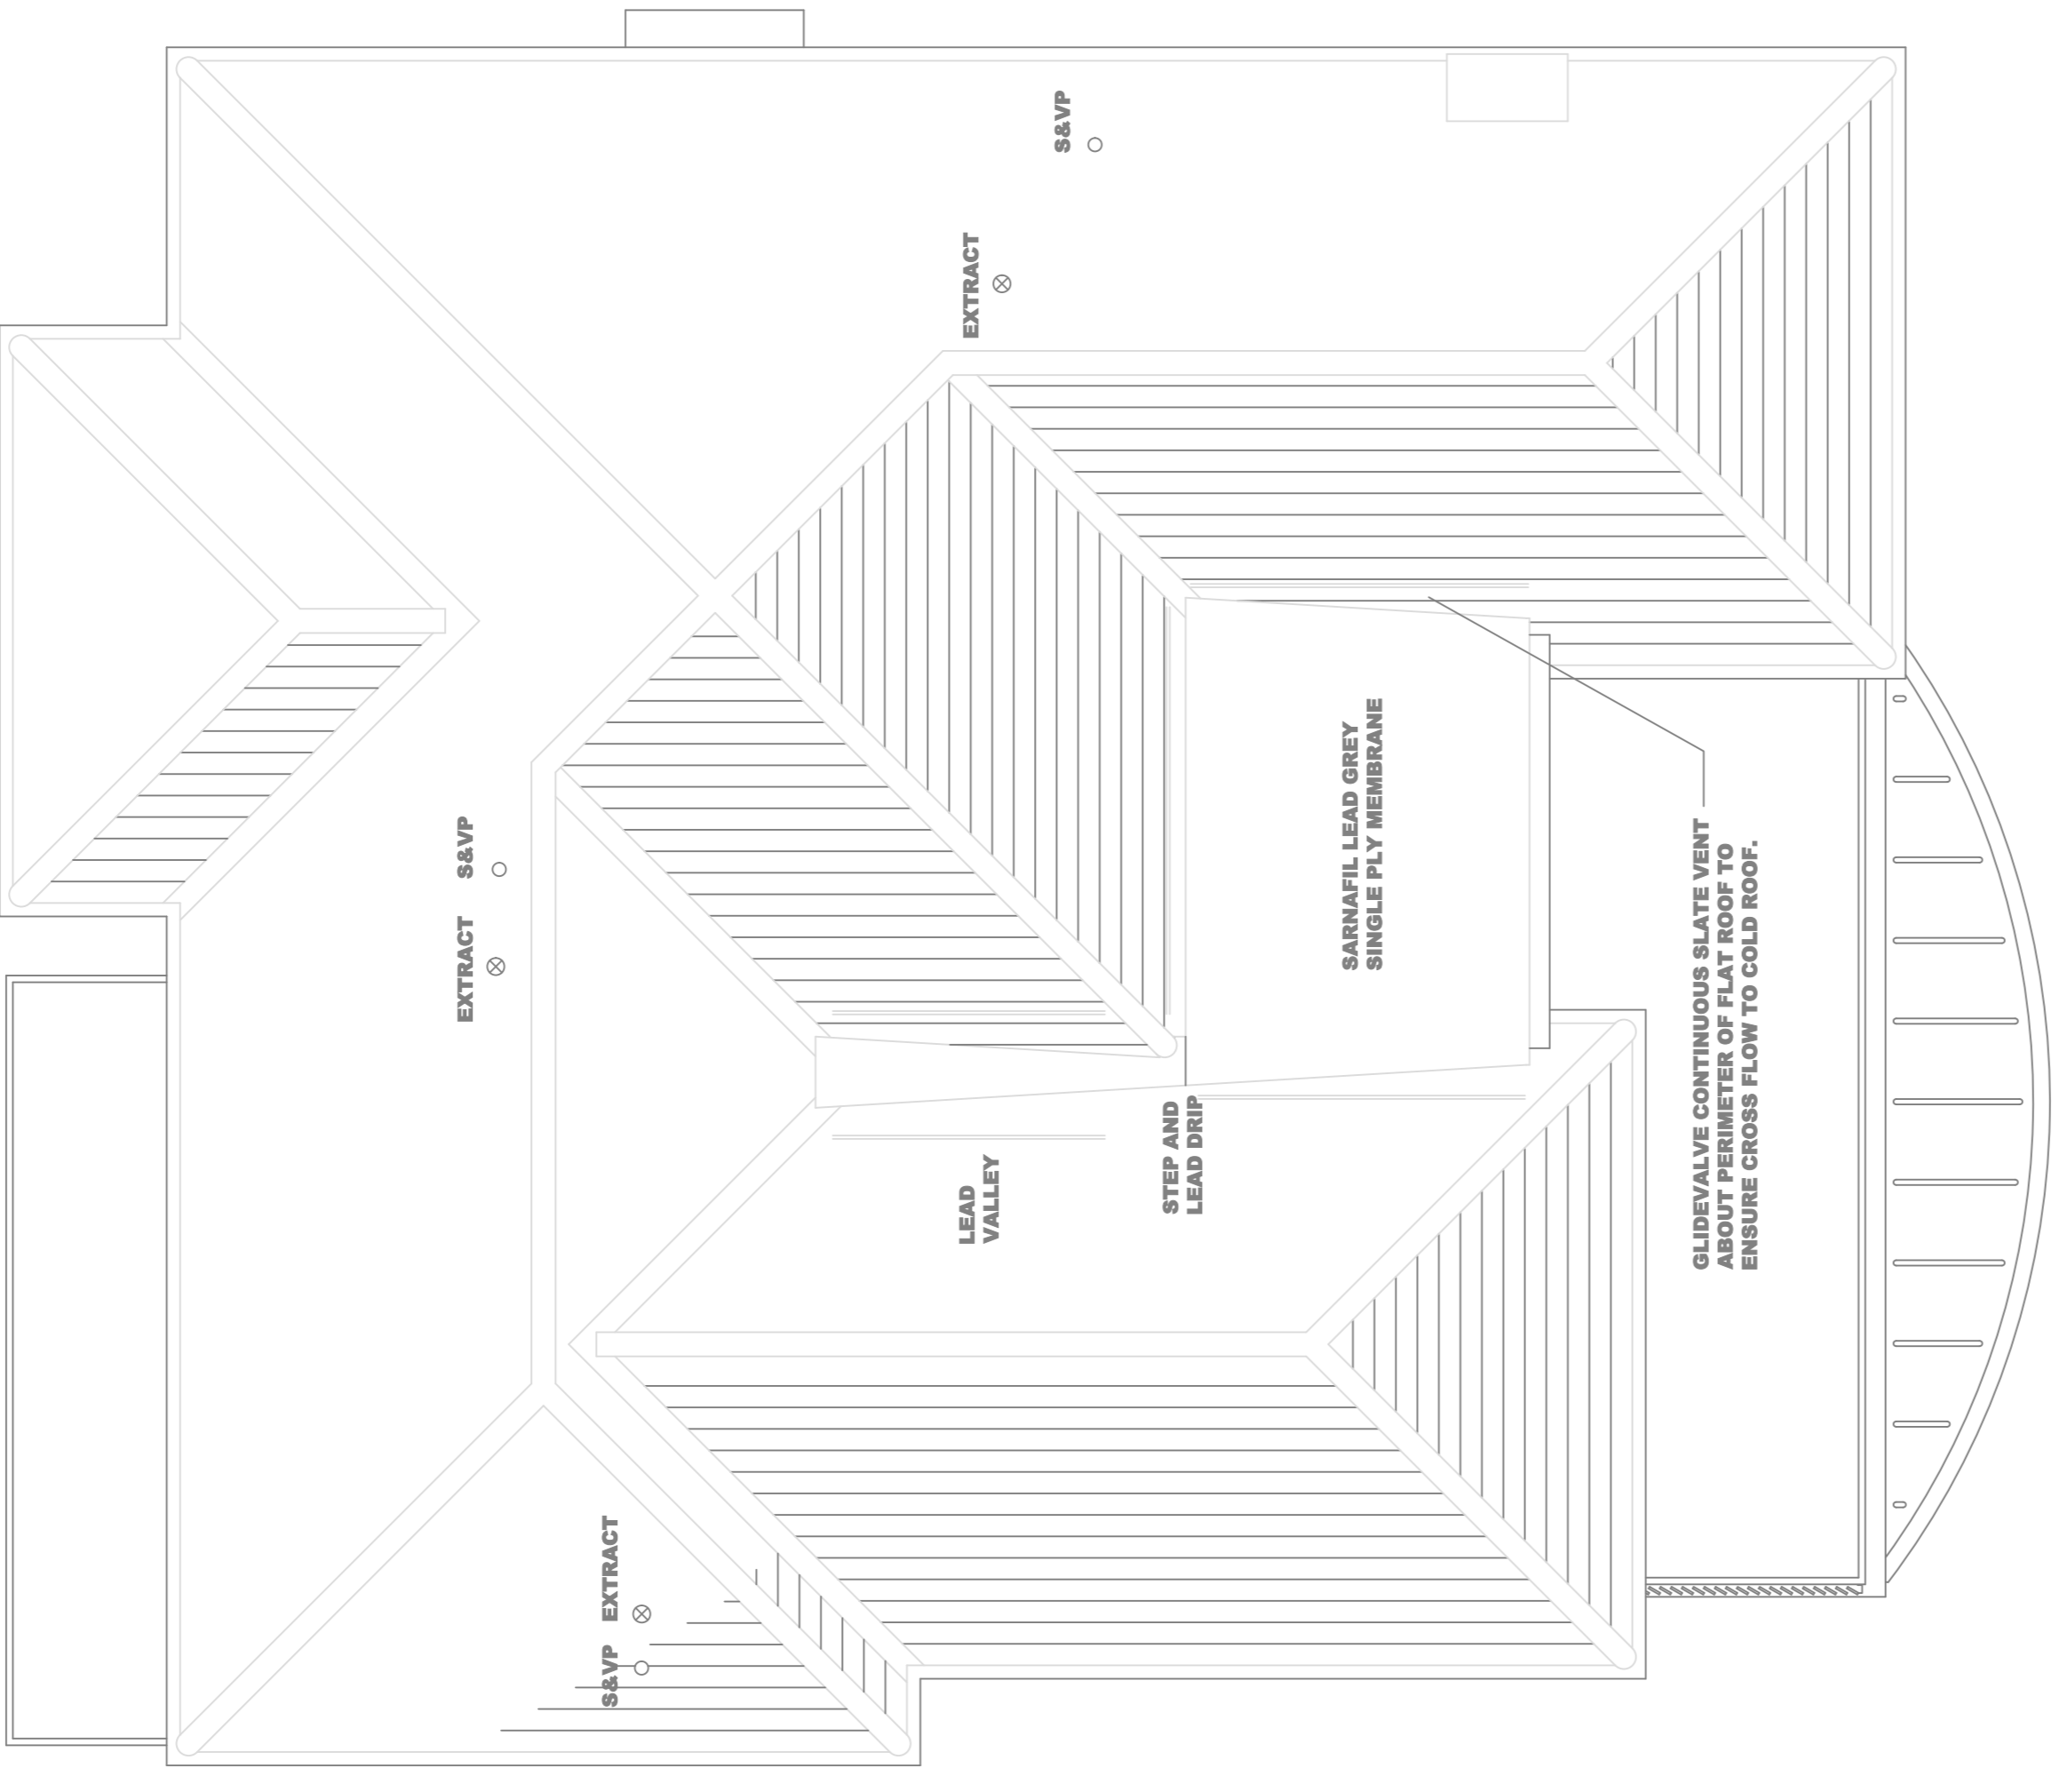 S&VP
EXTRACT
S&VP
EXTRACT
SARNAFIL LEAD GREY
SINGLE PLY MEMBRANE
GLIDEVALVE CONTINUOUS SLATE VENT
ABOUT PERIMETER OF FLAT ROOF TO
ENSURE CROSS FLOW TO COLD ROOF.
STEP AND
LEAD DRIP
LEAD
VALLEY
EXTRACT
S&VP